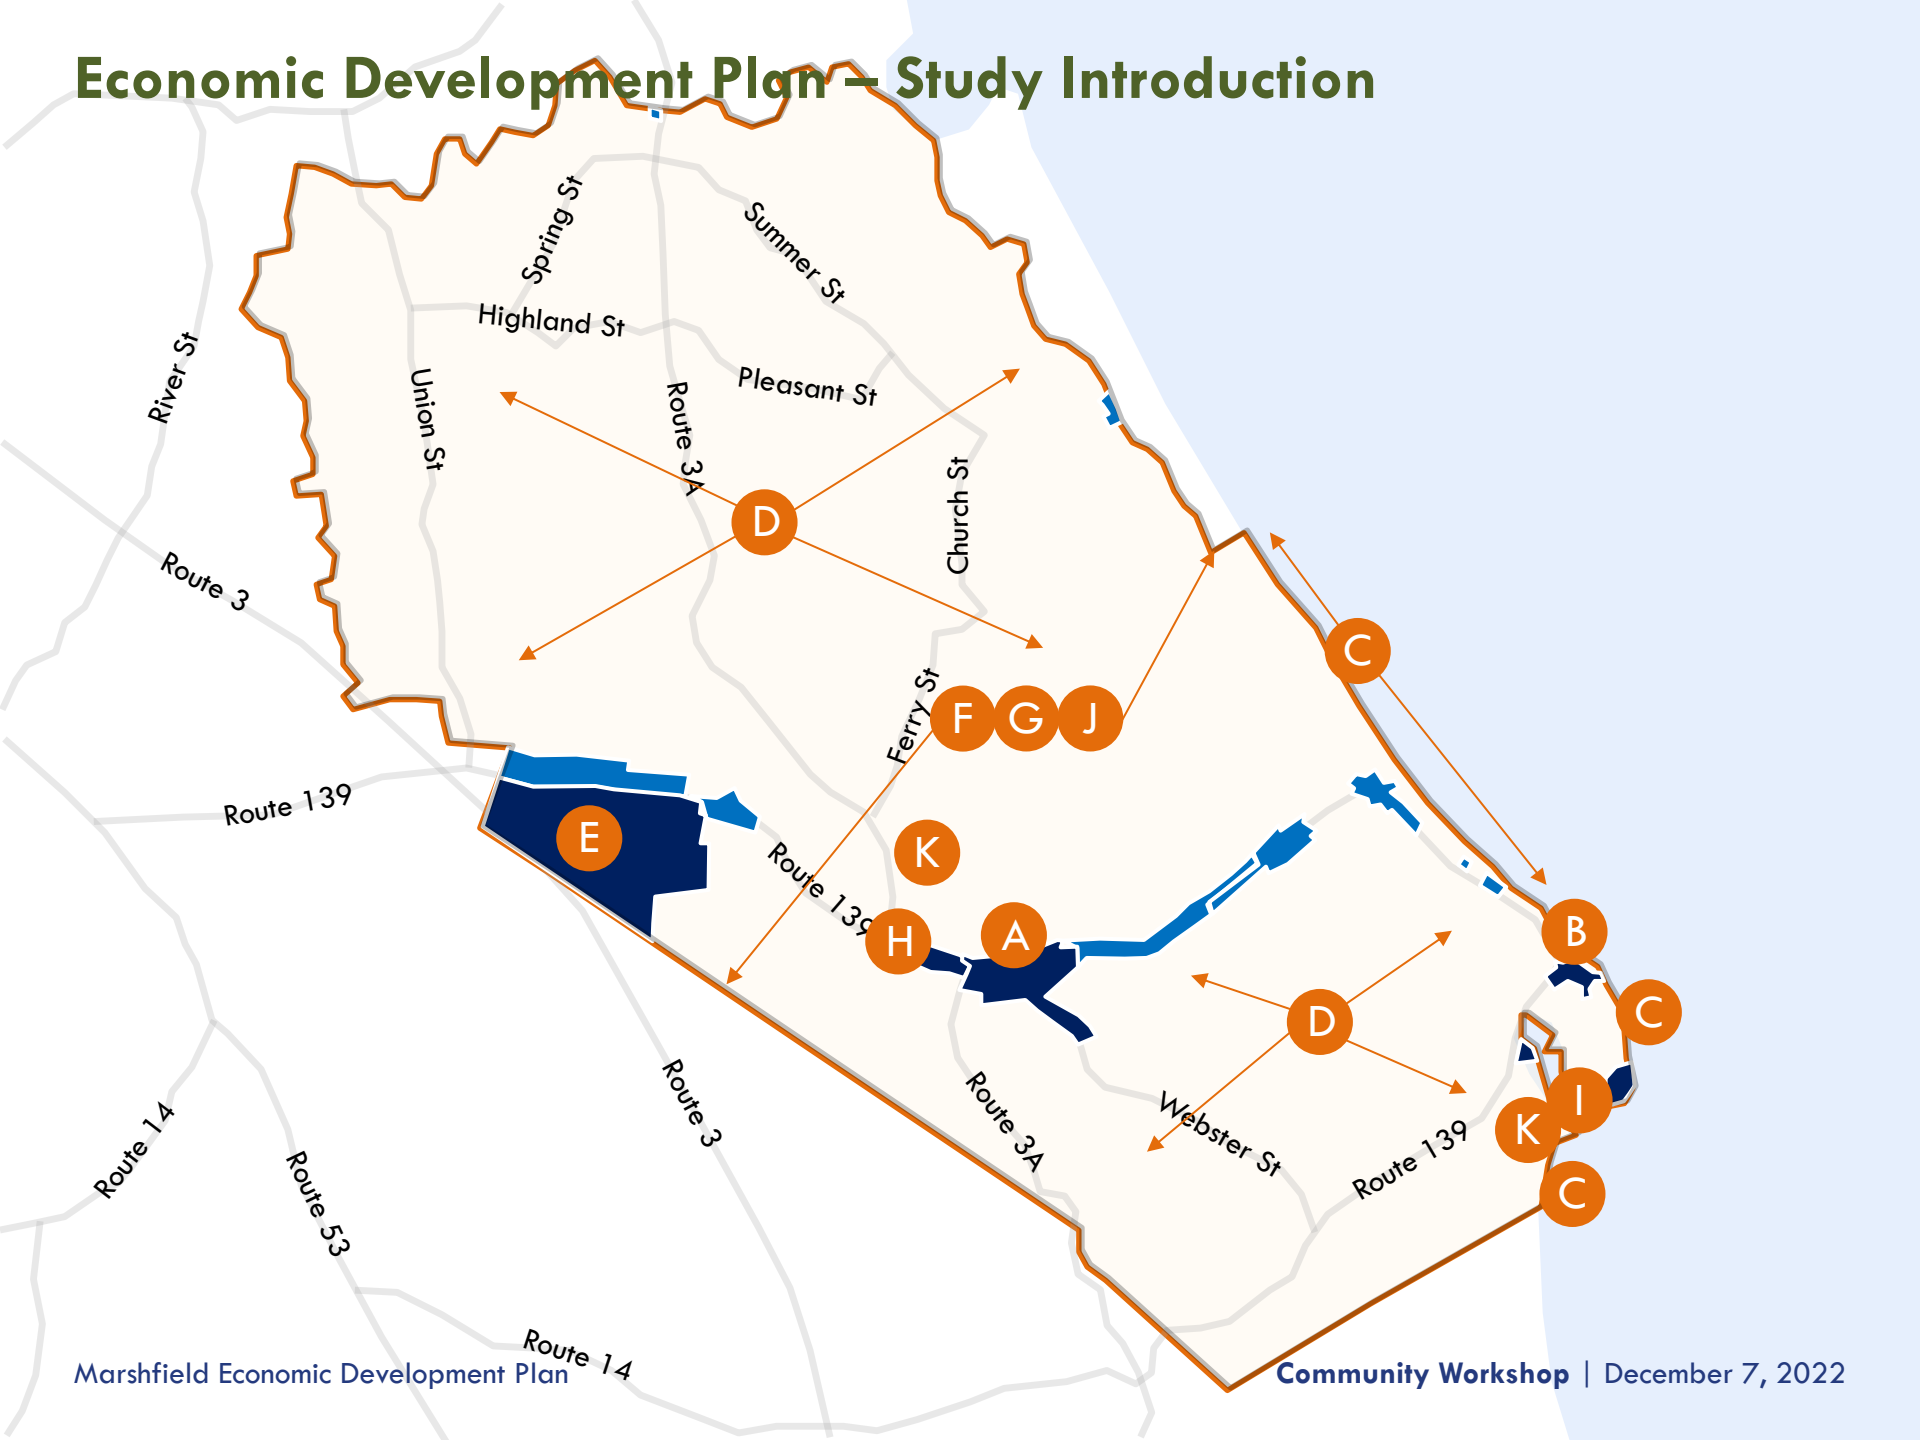 Economic Development Plan – Study Introduction
Spring St
Summer St
Highland St
River St
Union St
Route 3A
Pleasant St
Church St
D
Route 3
C
Ferry St
F G J
Route 139
E
K
Route 139
H
A
B
D
C
Route 3
Route 3A
Webster St
Route 139
I
K
C
Route 14
Route 53
Route 14
Marshfield Economic Development Plan
Community Workshop | December 7, 2022